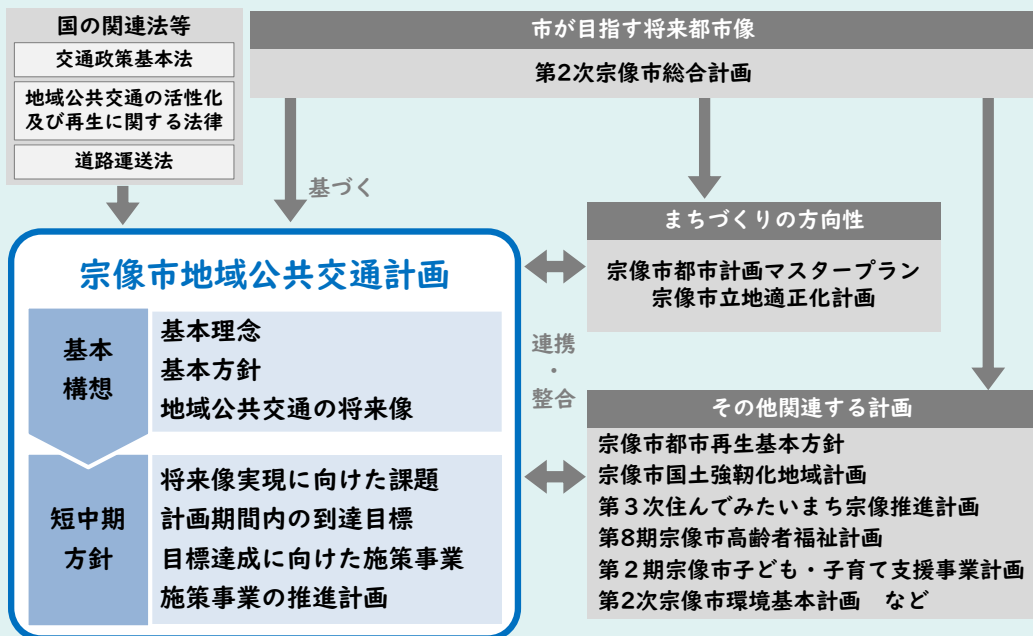 国の関連法等
交通政策基本法
地域公共交通の活性化
及び再生に関する法律
道路運送法
市が目指す将来都市像
第2次宗像市総合計画
基づく
まちづくりの方向性
宗像市都市計画マスタープラン
宗像市立地適正化計画
宗像市地域公共交通計画
基本
構想
基本理念
基本方針
地域公共交通の将来像
短中期
方針
将来像実現に向けた課題
計画期間内の到達目標
目標達成に向けた施策事業
施策事業の推進計画
連携
・
整合
その他関連する計画
宗像市都市再生基本方針
宗像市国土強靭化地域計画
第３次住んでみたいまち宗像推進計画
第8期宗像市高齢者福祉計画
第２期宗像市子ども・子育て支援事業計画
第2次宗像市環境基本計画　など